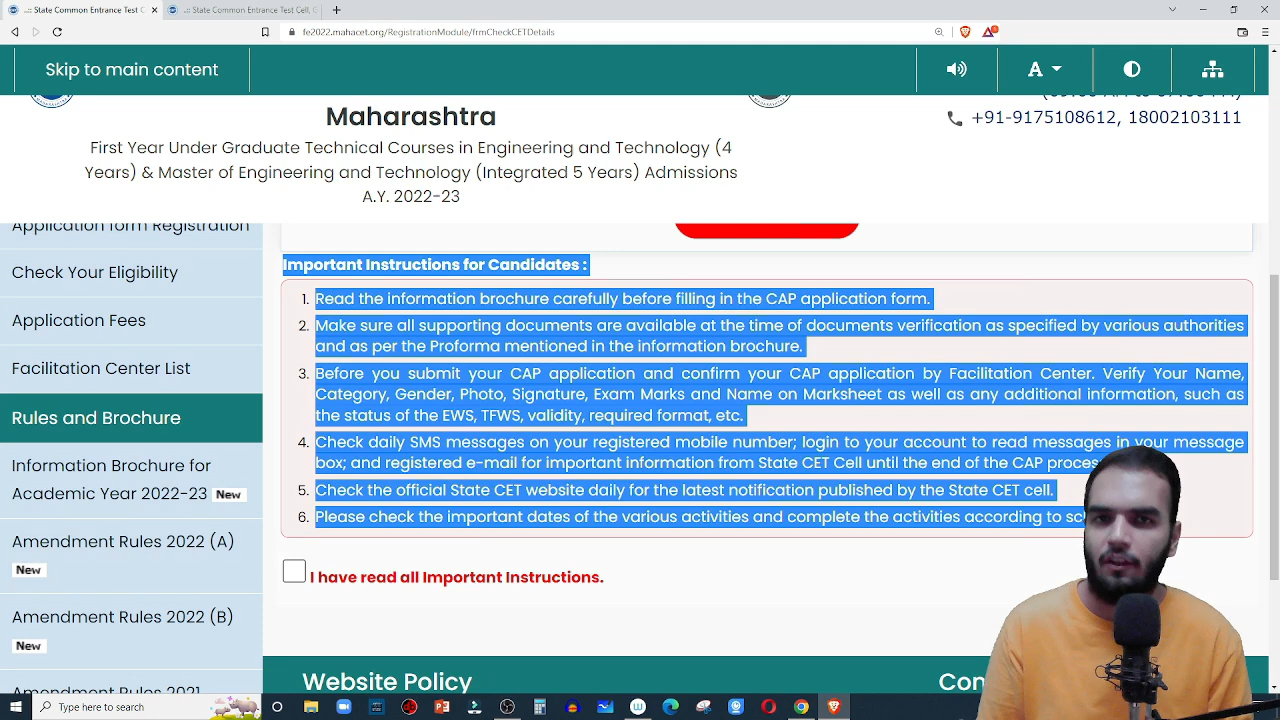 .:: State Common Entrance Test C
.:: State Common Entrance Test Cell, G
fe2022.mahacet.org/RegistrationModule/frmCheckCETDetails
Skip to main content
A
Maharashtra
First Year Under Graduate Technical Courses in Engineering and Technology (4
Years) & Master of Engineering and Technology (Integrated 5 Years) Admissions
A.Y. 2022-23
+91-9175108612, 18002103111
Application form Registration
Check Your Eligibility
Application Fees
Facilitation Center List
Rules and Brochure
Information Brochure for
Academic Year 2022-23 New
Amendment Rules 2022 (A)
New
Amendment Rules 2022 (B)
New
Amendment Rules 2021
Important Instructions for Candidates :
1. Read the information brochure carefully before filling in the CAP application form.
2. Make sure all supporting documents are available at the time of documents verification as specified by various authorities
and as per the Proforma mentioned in the information brochure.
3. Before you submit your CAP application and confirm your CAP application by Facilitation Center. Verify Your Name,
Category, Gender, Photo, Signature, Exam Marks and Name on Marksheet as well as any additional information, such as
the status of the EWS, TFWS, validity, required format, etc.
4. Check daily SMS messages on your registered mobile number; login to your account to read messages in your message
box; and registered e-mail for important information from State CET Cell until the end of the CAP process
5. Check the official State CET website daily for the latest notification published by the State CET cell.
6. Please check the important dates of the various activities and complete the activities according to
I have read all Important Instructions.
Website Policy
Type here to search